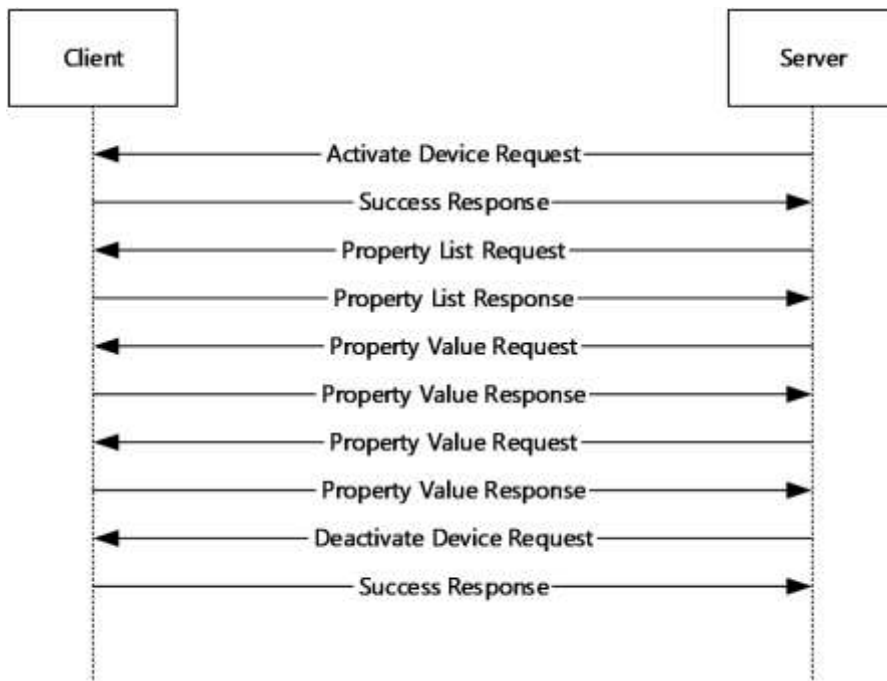 Client
Server
Activate Device Request
Success Response
Property List Request
Property List Response
Property Value Request
Property Value Response
Property Value Request
Property Value Response
Deactivate Device Request
Success Response